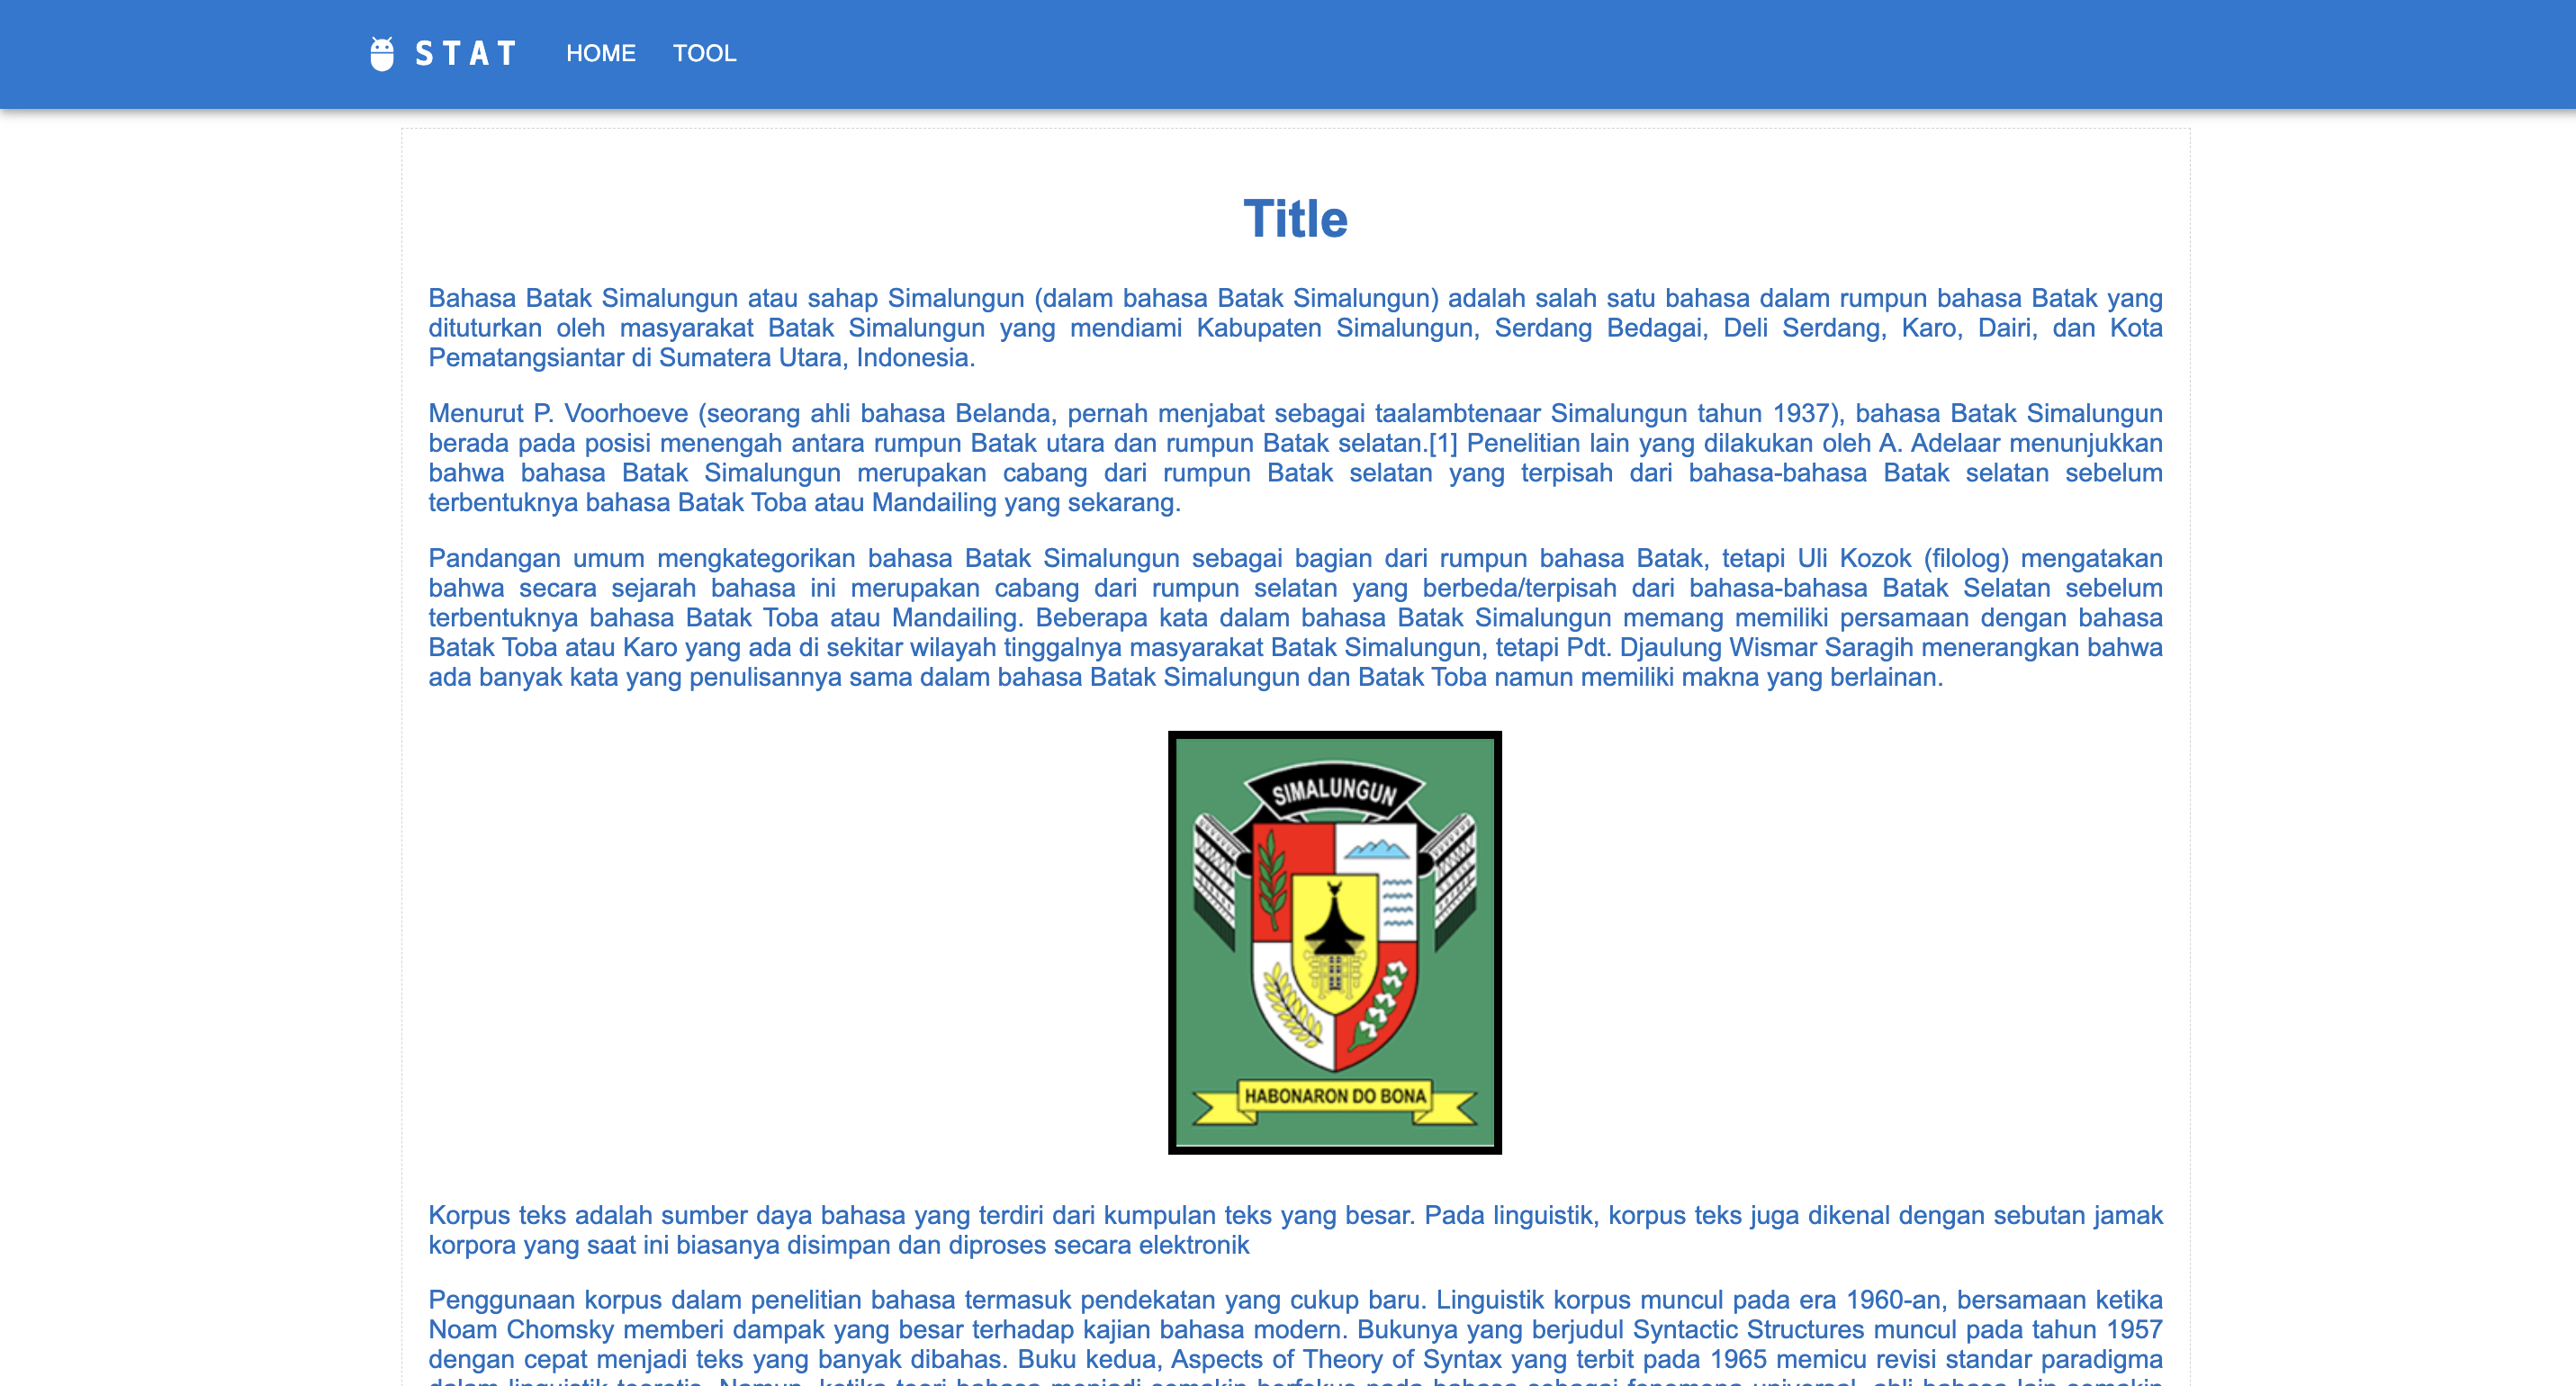 STAT HOME TOOL
Title
Bahasa Batak Simalungun atau sahap Simalungun (dalam bahasa Batak Simalungun) adalah salah satu bahasa dalam rumpun bahasa Batak yang
dituturkan oleh masyarakat Batak Simalungun yang mendiami Kabupaten Simalungun, Serdang Bedagai, Deli Serdang, Karo, Dairi, dan Kota
Pematangsiantar di Sumatera Utara, Indonesia.
Menurut P. Voorhoeve (seorang ahli bahasa Belanda, pernah menjabat sebagai taalambtenaar Simalungun tahun 1937), bahasa Batak Simalungun
berada pada posisi menengah antara rumpun Batak utara dan rumpun Batak selatan.[1] Penelitian lain yang dilakukan oleh A. Adelaar menunjukkan
bahwa bahasa Batak Simalungun merupakan cabang dari rumpun Batak selatan yang terpisah dari bahasa-bahasa Batak selatan sebelum
terbentuknya bahasa Batak Toba atau Mandailing yang sekarang.
Pandangan umum mengkategorikan bahasa Batak Simalungun sebagai bagian dari rumpun bahasa Batak, tetapi Uli Kozok (filolog) mengatakan
bahwa secara sejarah bahasa ini merupakan cabang dari rumpun selatan yang berbeda/terpisah dari bahasa-bahasa Batak Selatan sebelum
terbentuknya bahasa Batak Toba atau Mandailing. Beberapa kata dalam bahasa Batak Simalungun memang memiliki persamaan dengan bahasa
Batak Toba atau Karo yang ada di sekitar wilayah tinggalnya masyarakat Batak Simalungun, tetapi Pdt. Djaulung Wismar Saragih menerangkan bahwa
ada banyak kata yang penulisannya sama dalam bahasa Batak Simalungun dan Batak Toba namun memiliki makna yang berlainan.
SIMALUNGUN
HABONARON DO BONA
Korpus teks adalah sumber daya bahasa yang terdiri dari kumpulan teks yang besar. Pada linguistik, korpus teks juga dikenal dengan sebutan jamak
korpora yang saat ini biasanya disimpan dan diproses secara elektronik
Penggunaan korpus dalam penelitian bahasa termasuk pendekatan yang cukup baru. Linguistik korpus muncul pada era 1960-an, bersamaan ketika
Noam Chomsky memberi dampak yang besar terhadap kajian bahasa modern. Bukunya yang berjudul Syntactic Structures muncul pada tahun 1957
dengan cepat menjadi teks yang banyak dibahas. Buku kedua, Aspects of Theory of Syntax yang terbit pada 1965 memicu revisi standar paradigma